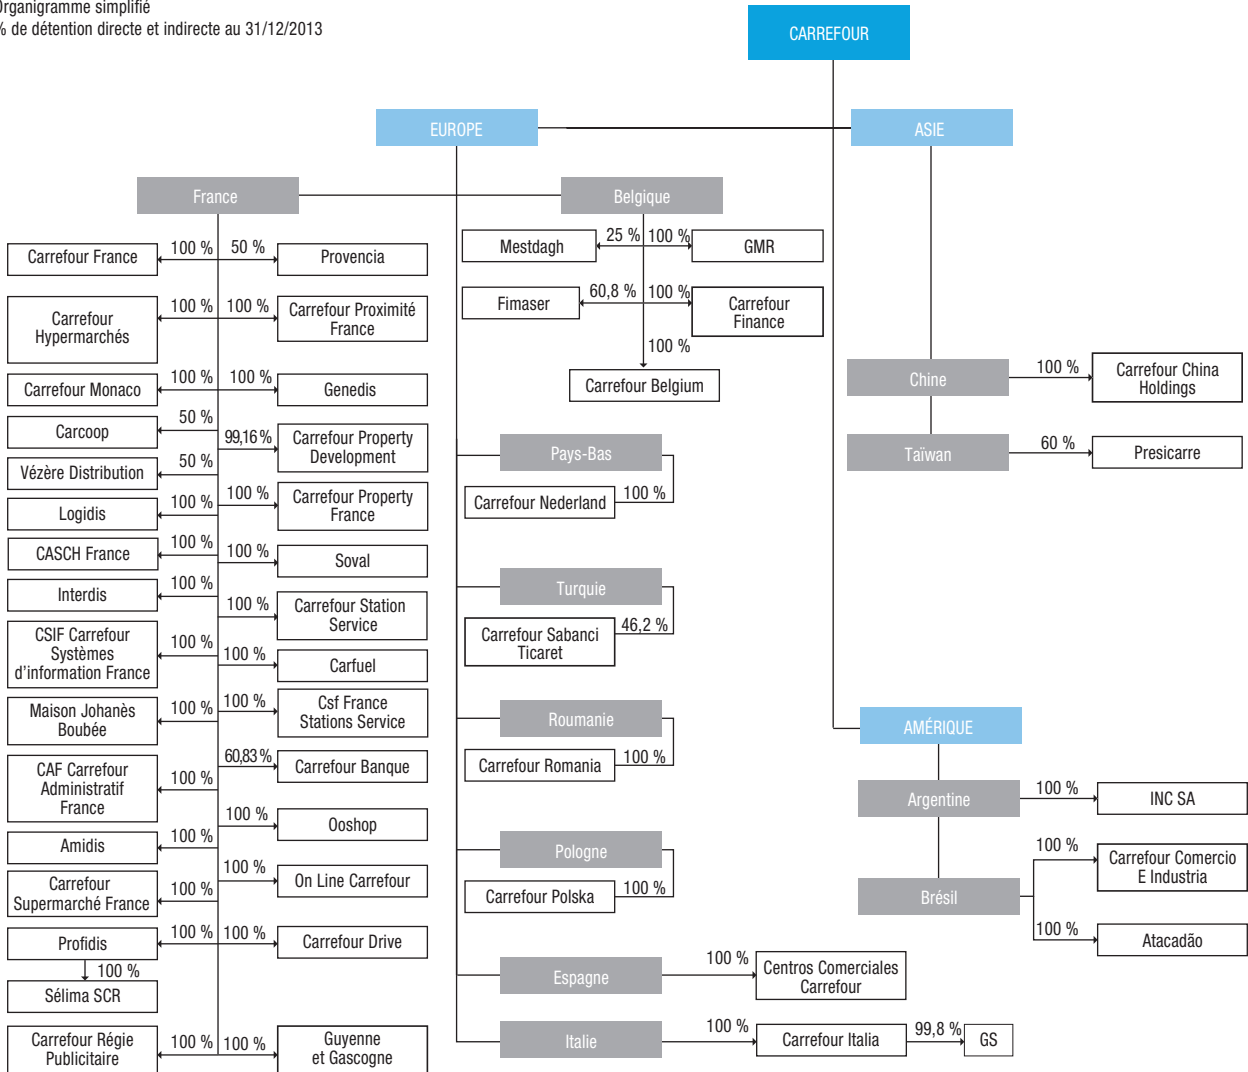 Organigramme simplifié
% de détention directe et indirecte au 31/12/2013
CARREFOUR
EUROPE
ASIE
France
Belgique
Carrefour France
100 %
50 %
Provencia
Mestdagh
25 %
100 %
GMR
Carrefour
Hypermarchés
100 %
100 %
Carrefour Proximité
France
Fimaser
60,8 %
100 %
Carrefour
Finance
100 %
Carrefour Belgium
Carrefour Monaco
100 %
100 %
Genedis
Chine
100 %
Carrefour China
Holdings
Carcoop
50 %
99,16 %
Carrefour Property
Development
Pays-Bas
Carrefour Nederland
100 %
Taïwan
60 %
Presicarre
Vézère Distribution
50 %
Logidis
100 %
100 %
Carrefour Property
France
CASCH France
100 %
100 %
Soval
Interdis
100 %
100 %
Carrefour Station
Service
Turquie
Carrefour Sabanci
Ticaret
46,2 %
CSIF Carrefour
Systèmes
d'information France
100 %
100 %
Carfuel
Maison Johanès
Boubée
100 %
100 %
Csf France
Stations Service
Roumanie
Carrefour Romania
100 %
AMÉRIQUE
CAF Carrefour
Administratif
France
100 %
60,83 %
Carrefour Banque
Argentine
100 %
INC SA
Amidis
100 %
100 %
Ooshop
Pologne
Carrefour Polska
100 %
Brésil
100 %
Carrefour Comercio
E Industria
100 %
Atacadão
Carrefour
Supermarché France
100 %
100 %
On Line Carrefour
Profidis
100 %
100 %
Carrefour Drive
100 %
Sélima SCR
Espagne
100 %
Centros Comerciales
Carrefour
Carrefour Régie
Publicitaire
100 %
100 %
Guyenne
et Gascogne
Italie
100 %
Carrefour Italia
99,8 %
GS